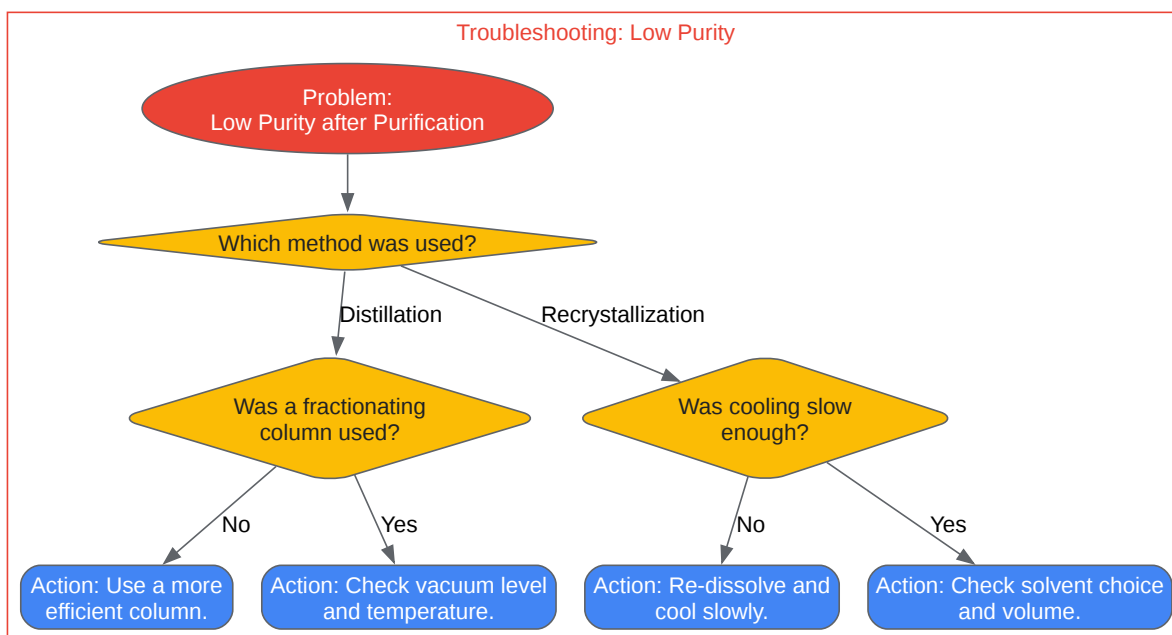 Troubleshooting: Low Purity
Problem:
Low Purity after Purification
Which method was used?
Distillation
Recrystallization
Was a fractionating
column used?
Was cooling slow
enough?
No
Yes
No
Yes
Action: Use a more
efficient column.
Action: Check vacuum level
and temperature.
Action: Re-dissolve and
cool slowly.
Action: Check solvent choice
and volume.